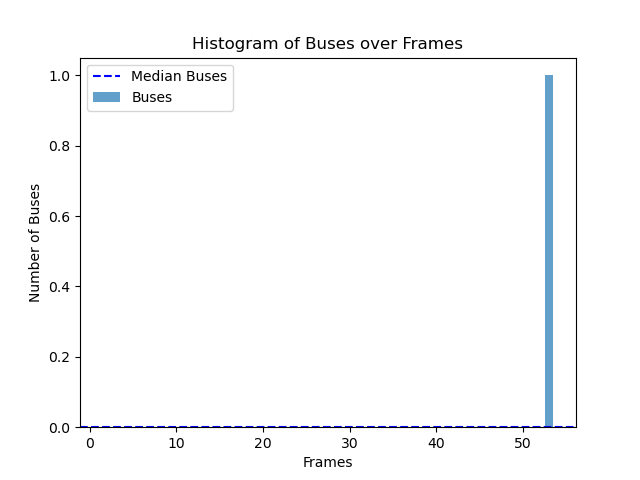 Histogram of Buses over Frames
Median Buses
Buses
1.0
0.8
0.6
0.4
0.2
0.0
Number of Buses
0 10 20 30 40 50
Frames